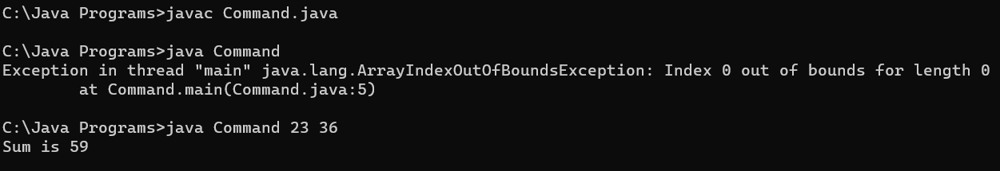 C:\Java Programs>javac Command.java
C:\Java Programs>java Command
Exception in thread "main" java.lang.ArrayIndexOutOfBoundsException: Index 0 out of bounds for length 0
        at Command.main(Command.java:5)
C:\Java Programs>java Command 23 36
Sum is 59